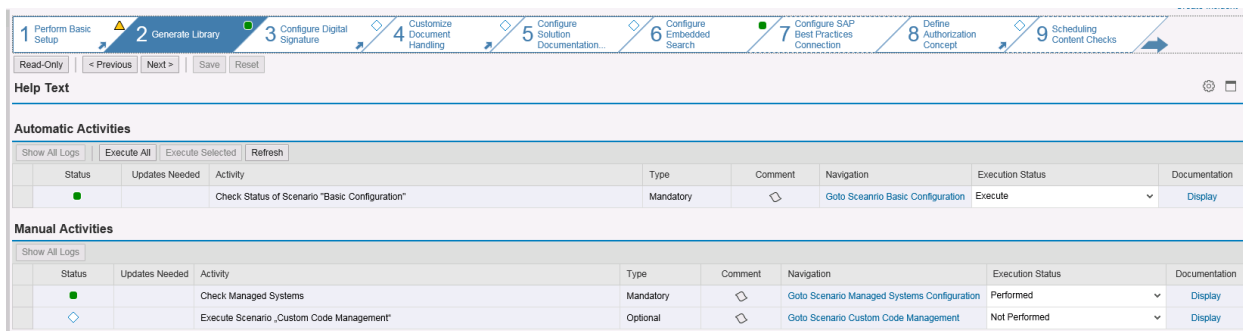 1 Perform Basic Setup
2 Generate Library
3 Configure Digital Signature
4 Customize Document Handling
5 Configure Solution Documentation...
6 Configure Embedded Search
7 Configure SAP Best Practices Connection
8 Define Authorization Concept
9 Scheduling Content Checks
Read-Only < Previous Next > Save Reset
Help Text
Automatic Activities
Show All Logs Execute All Execute Selected Refresh
Status Updates Needed Activity Type Comment Navigation Execution Status Documentation
Check Status of Scenario "Basic Configuration" Mandatory Goto Sceanrio Basic Configuration Execute Display
Manual Activities
Show All Logs
Status Updates Needed Activity Type Comment Navigation Execution Status Documentation
Check Managed Systems Mandatory Goto Scenario Managed Systems Configuration Performed Display
Execute Scenario „Custom Code Management" Optional Goto Scenario Custom Code Management Not Performed Display